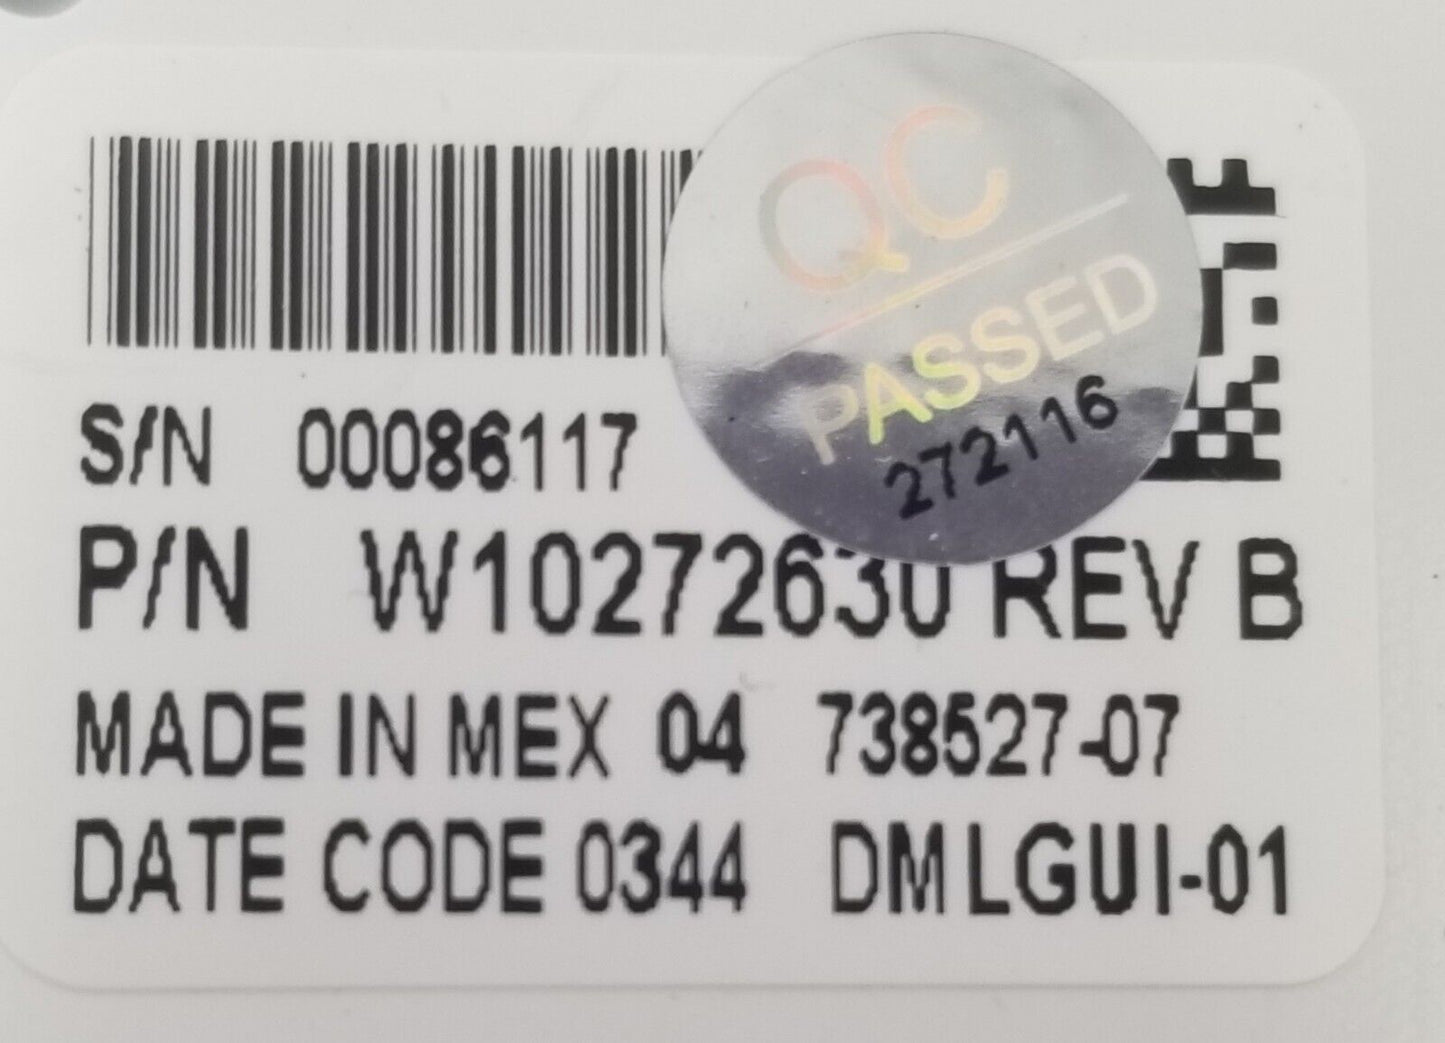 QC
PASSED
272116
S/N 00086117
P/N W10272630 REV B
MADE IN MEX 04 738527-07
DATE CODE 0344 DMLGUI-01